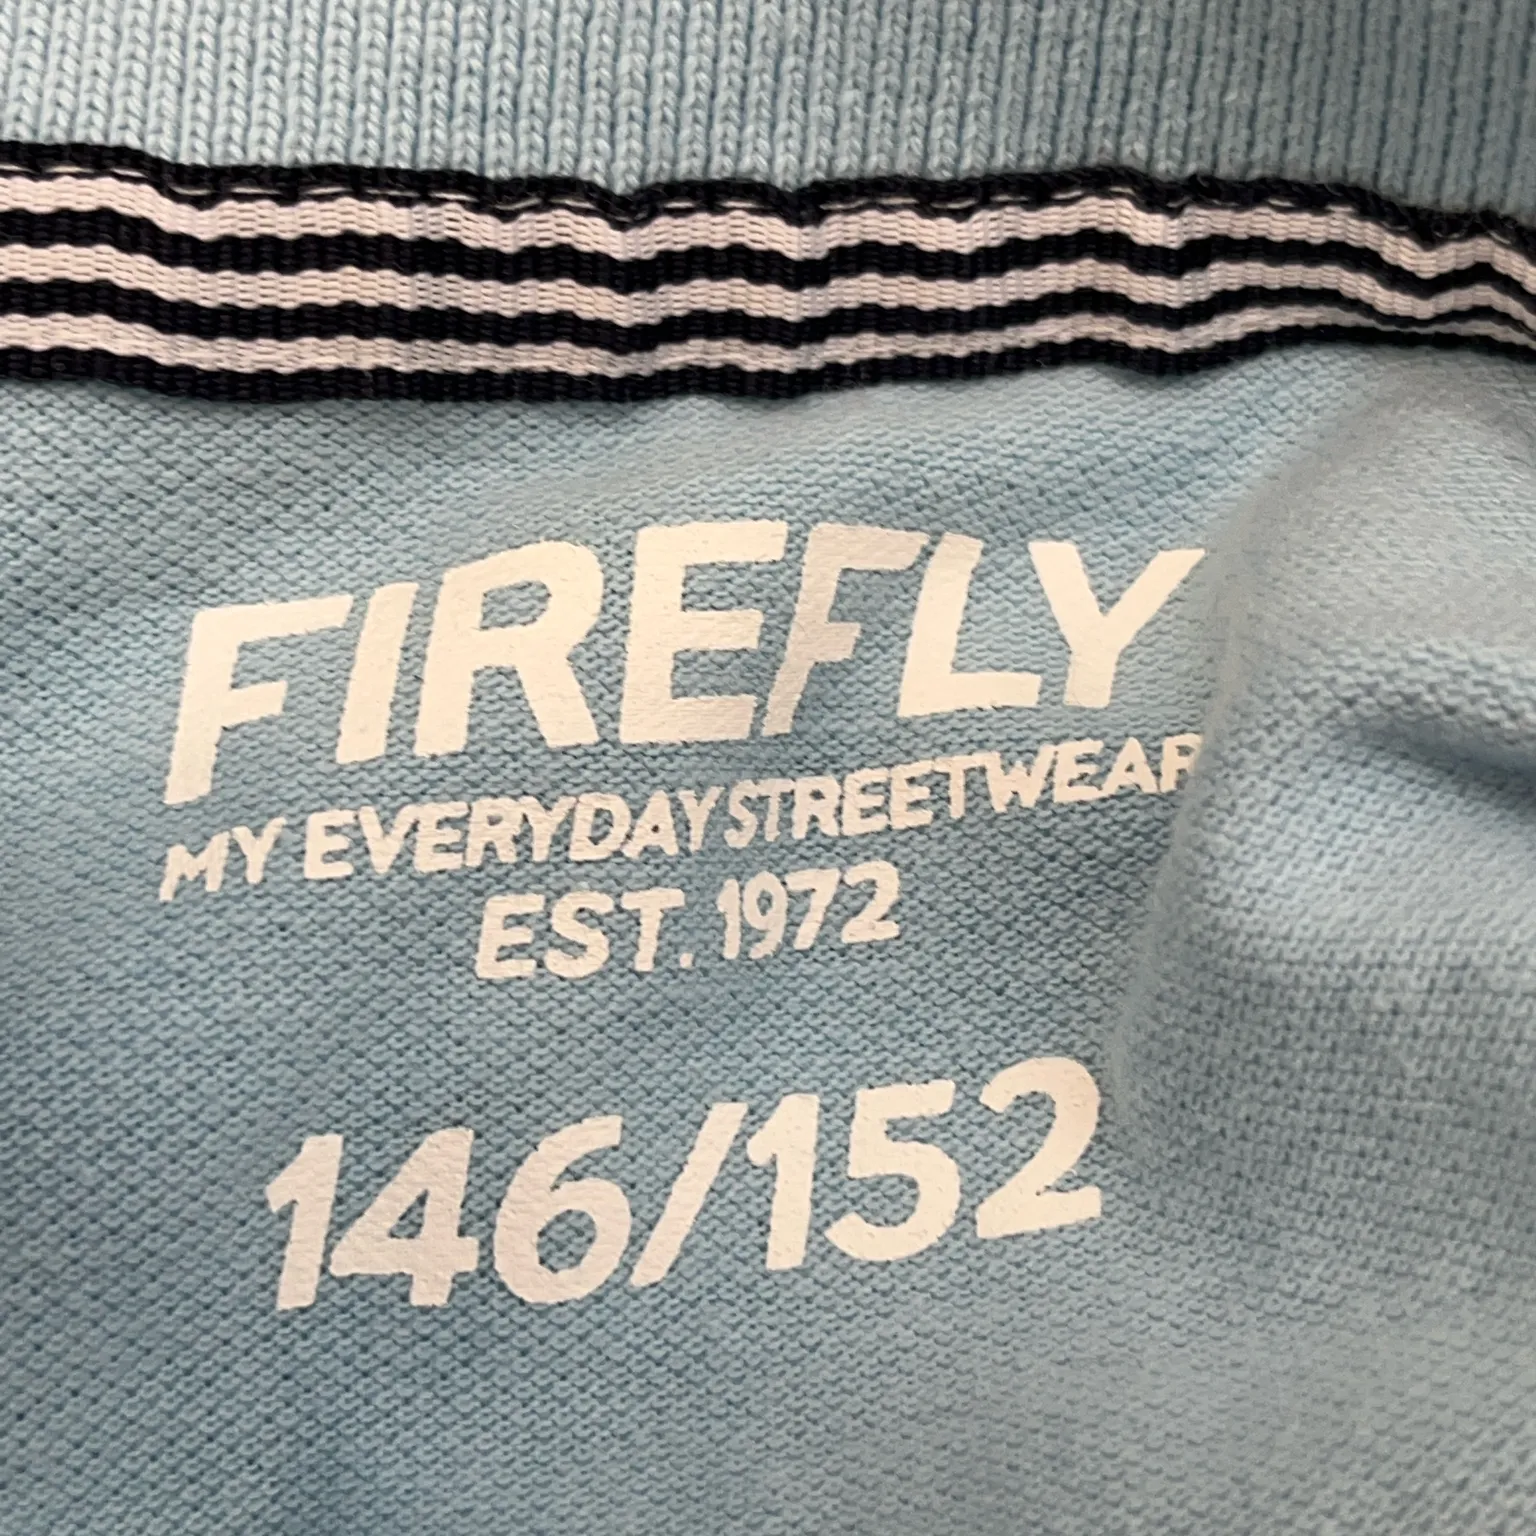 FIREFLY
MY EVERYDAY STREETWEAR
EST. 1972
146/152